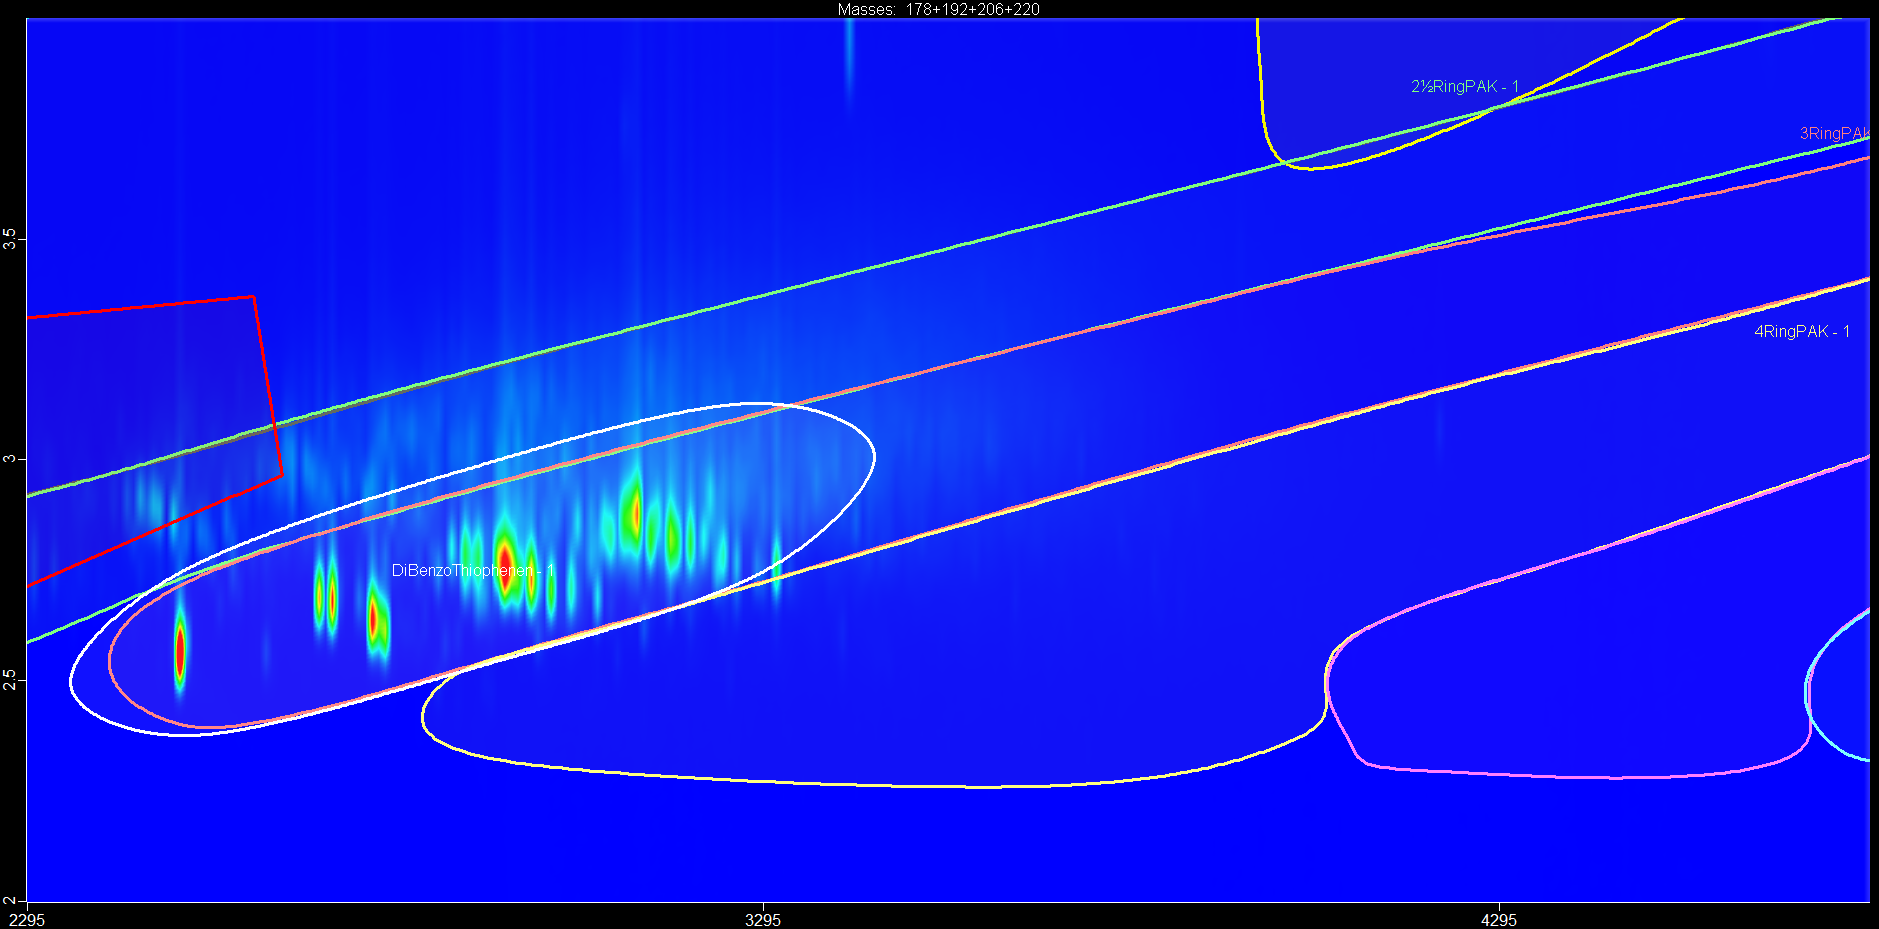 Masses: 178+192+206+220
2½RingPAK - 1
3RingPAK
3.5
4RingPAK - 1
3
DiBenzoThiophenen - 1
2.5
2
2295
3295
4295